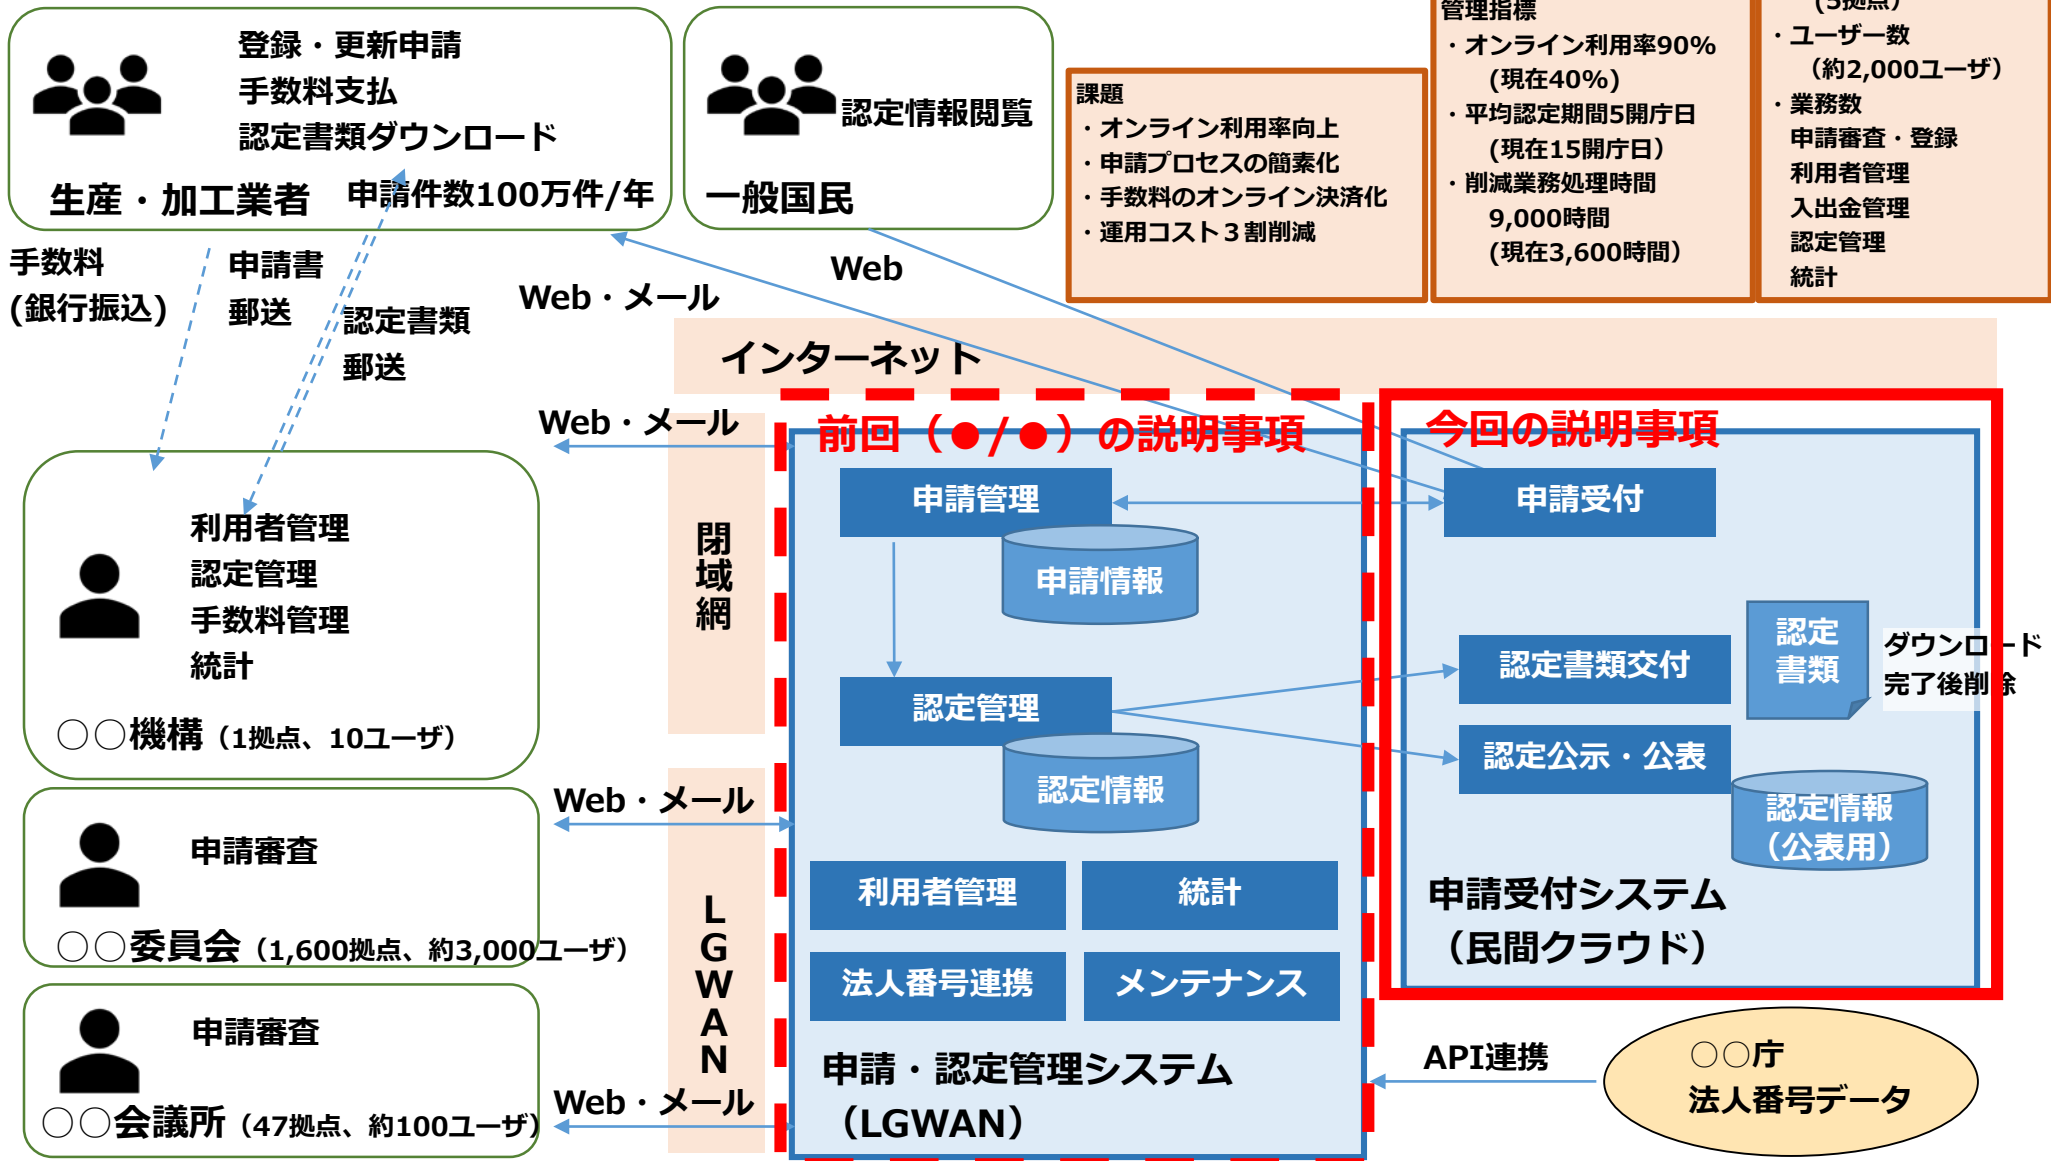 登録・更新申請
手数料支払
認定書類ダウンロード
生産・加工業者
申請件数100万件/年
認定情報閲覧
一般国民
課題
・オンライン利用率向上
・申請プロセスの簡素化
・手数料のオンライン決済化
・運用コスト３割削減
管理指標
・オンライン利用率90%
(現在40%)
・平均認定期間5開庁日
(現在15開庁日）
・削減業務処理時間
9,000時間
(現在3,600時間）
(5拠点）
・ユーザー数
（約2,000ユーザ）
・業務数
申請審査・登録
利用者管理
入出金管理
認定管理
統計
手数料
(銀行振込)
申請書
郵送
認定書類
郵送
Web・メール
Web
インターネット
Web・メール
閉域網
前回（●/●）の説明事項
今回の説明事項
申請管理
申請情報
申請受付
利用者管理
認定管理
手数料管理
統計
〇〇機構（1拠点、10ユーザ）
認定管理
認定情報
認定書類交付
認定
書類
ダウンロード
完了後削除
認定公示・公表
認定情報
（公表用）
Web・メール
LGWAN
申請審査
〇〇委員会（1,600拠点、約3,000ユーザ）
利用者管理
統計
法人番号連携
メンテナンス
申請受付システム
（民間クラウド）
申請審査
〇〇会議所（47拠点、約100ユーザ）
Web・メール
申請・認定管理システム
（LGWAN）
API連携
〇〇庁
法人番号データ